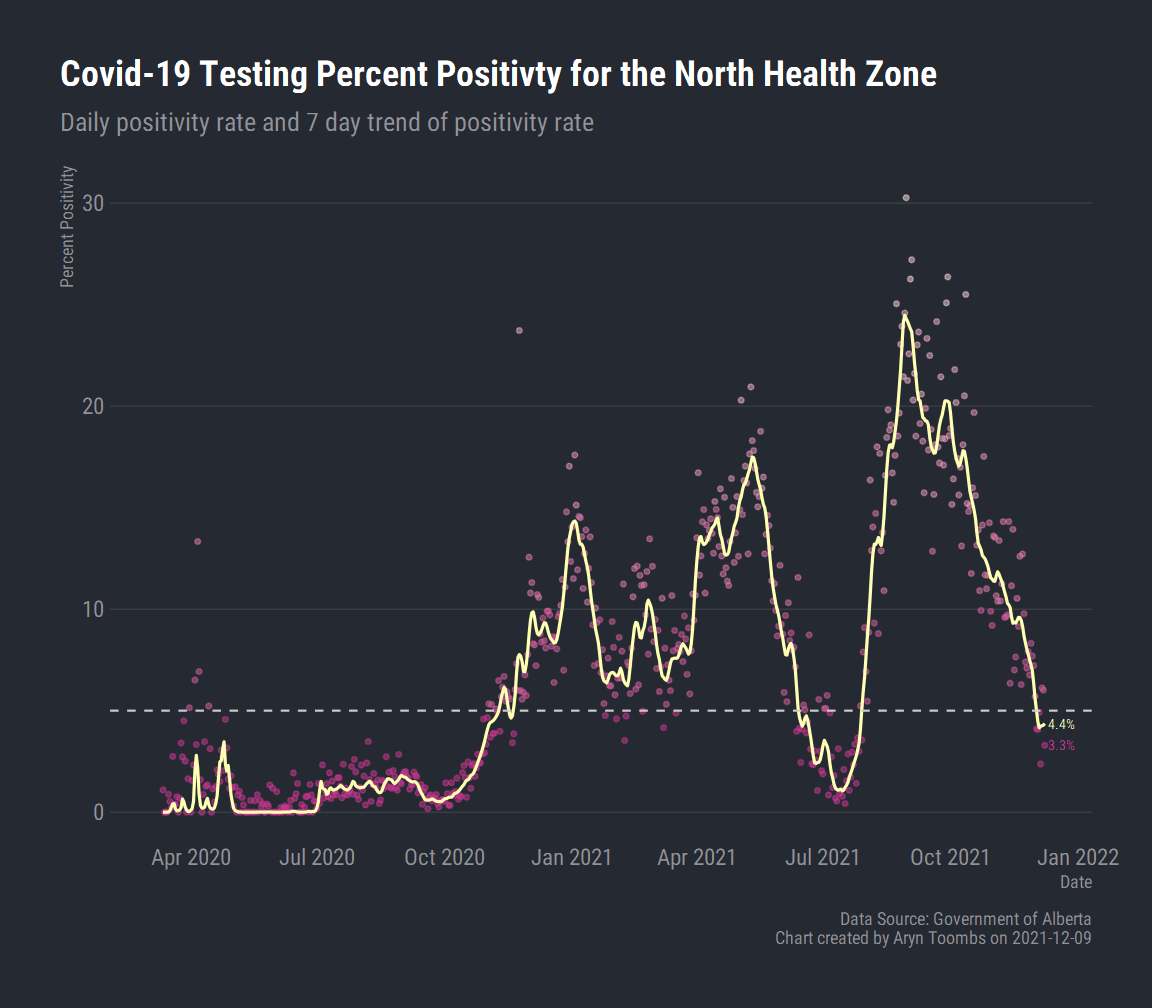 Covid-19 Testing Percent Positivty for the North Health Zone
Daily positivity rate and 7 day trend of positivity rate
Percent Positivity
30
20
10
0
4.4%
3.3%
Apr 2020 Jul 2020 Oct 2020 Jan 2021 Apr 2021 Jul 2021 Oct 2021 Jan 2022
Date
Data Source: Government of Alberta
Chart created by Aryn Toombs on 2021-12-09